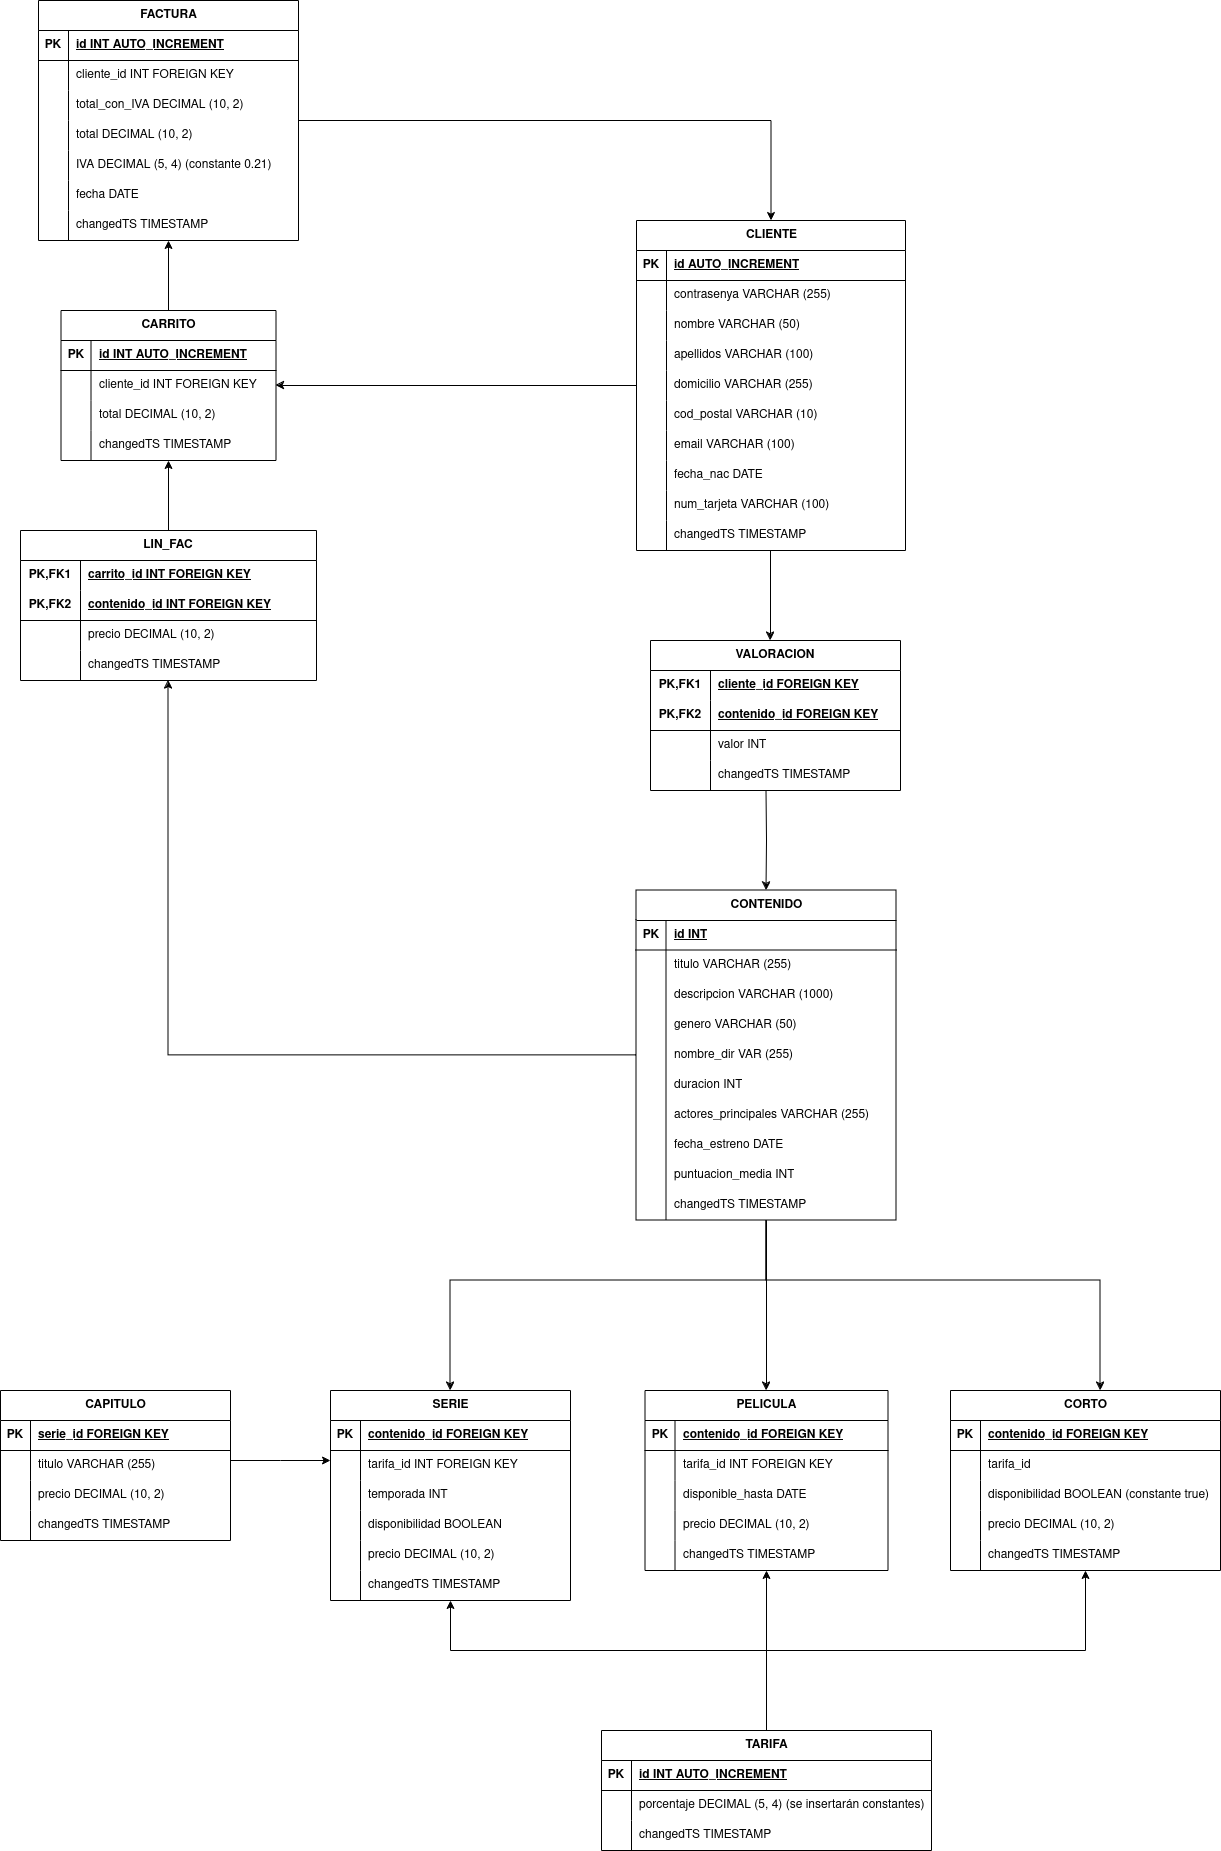 FACTURA
PK id INT AUTO_INCREMENT
cliente_id INT FOREIGN KEY
total_con_IVA DECIMAL (10, 2)
total DECIMAL (10, 2)
IVA DECIMAL (5, 4) (constante 0.21)
fecha DATE
changedTS TIMESTAMP
CLIENTE
PK id AUTO_INCREMENT
contrasenya VARCHAR (255)
nombre VARCHAR (50)
apellidos VARCHAR (100)
domicilio VARCHAR (255)
cod_postal VARCHAR (10)
email VARCHAR (100)
fecha_nac DATE
num_tarjeta VARCHAR (100)
changedTS TIMESTAMP
CARRITO
PK id INT AUTO_INCREMENT
cliente_id INT FOREIGN KEY
total DECIMAL (10, 2)
changedTS TIMESTAMP
LIN_FAC
PK,FK1 carrito_id INT FOREIGN KEY
PK,FK2 contenido_id INT FOREIGN KEY
precio DECIMAL (10, 2)
changedTS TIMESTAMP
VALORACION
PK,FK1 cliente_id FOREIGN KEY
PK,FK2 contenido_id FOREIGN KEY
valor INT
changedTS TIMESTAMP
CONTENIDO
PK id INT
titulo VARCHAR (255)
descripcion VARCHAR (1000)
genero VARCHAR (50)
nombre_dir VAR (255)
duracion INT
actores_principales VARCHAR (255)
fecha_estreno DATE
puntuacion_media INT
changedTS TIMESTAMP
CAPITULO
PK serie_id FOREIGN KEY
titulo VARCHAR (255)
precio DECIMAL (10, 2)
changedTS TIMESTAMP
SERIE
PK contenido_id FOREIGN KEY
tarifa_id INT FOREIGN KEY
temporada INT
disponibilidad BOOLEAN
precio DECIMAL (10, 2)
changedTS TIMESTAMP
PELICULA
PK contenido_id FOREIGN KEY
tarifa_id INT FOREIGN KEY
disponible_hasta DATE
precio DECIMAL (10, 2)
changedTS TIMESTAMP
CORTO
PK contenido_id FOREIGN KEY
tarifa_id
disponibilidad BOOLEAN (constante true)
precio DECIMAL (10, 2)
changedTS TIMESTAMP
TARIFA
PK id INT AUTO_INCREMENT
porcentaje DECIMAL (5, 4) (se insertarán constantes)
changedTS TIMESTAMP